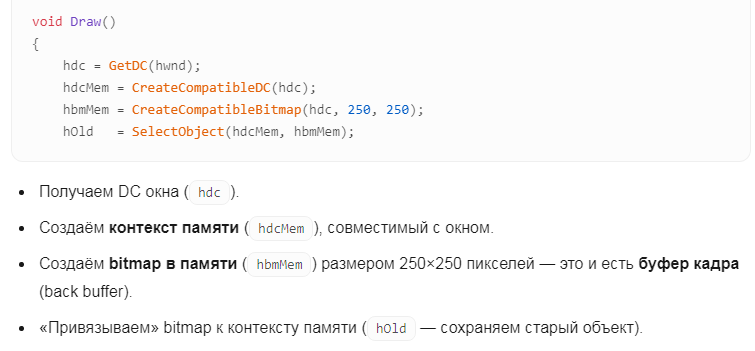 void Draw()
{
    hdc = GetDC(hwnd);
    hdcMem = CreateCompatibleDC(hdc);
    hbmMem = CreateCompatibleBitmap(hdc, 250, 250);
    hOld   = SelectObject(hdcMem, hbmMem);
• Получаем DC окна ( hdc ).
• Создаём контекст памяти ( hdcMem ), совместимый с окном.
• Создаём bitmap в памяти ( hbmMem ) размером 250×250 пикселей — это и есть буфер кадра
(back buffer).
• «Привязываем» bitmap к контексту памяти ( hOld — сохраняем старый объект).